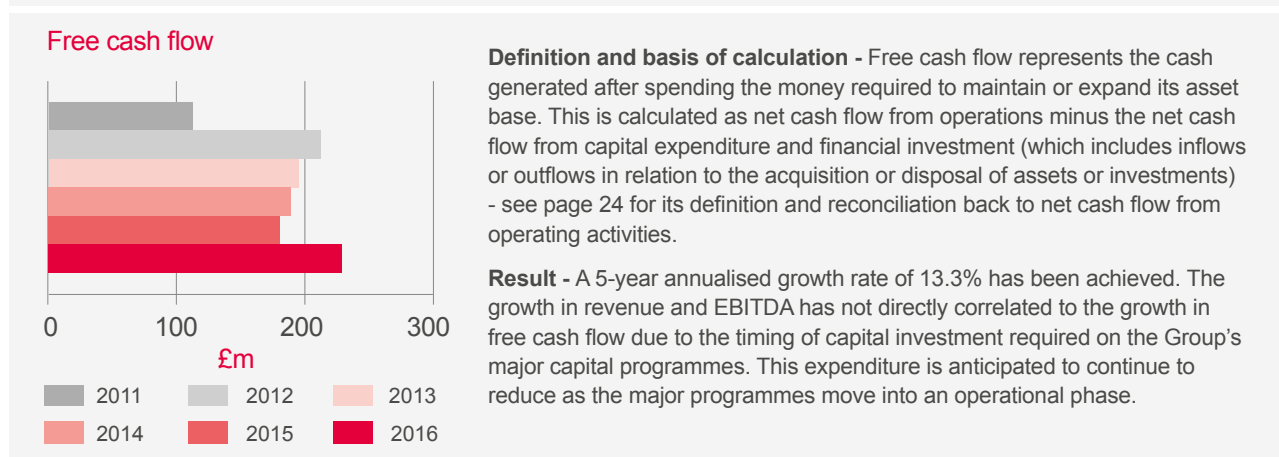 Free cash flow
0 100 200 300
£m
2011 2012 2013
2014 2015 2016
Definition and basis of calculation - Free cash flow represents the cash
generated after spending the money required to maintain or expand its asset
base. This is calculated as net cash flow from operations minus the net cash
flow from capital expenditure and financial investment (which includes inflows
or outflows in relation to the acquisition or disposal of assets or investments)
- see page 24 for its definition and reconciliation back to net cash flow from
operating activities.
Result - A 5-year annualised growth rate of 13.3% has been achieved. The
growth in revenue and EBITDA has not directly correlated to the growth in
free cash flow due to the timing of capital investment required on the Group’s
major capital programmes. This expenditure is anticipated to continue to
reduce as the major programmes move into an operational phase.